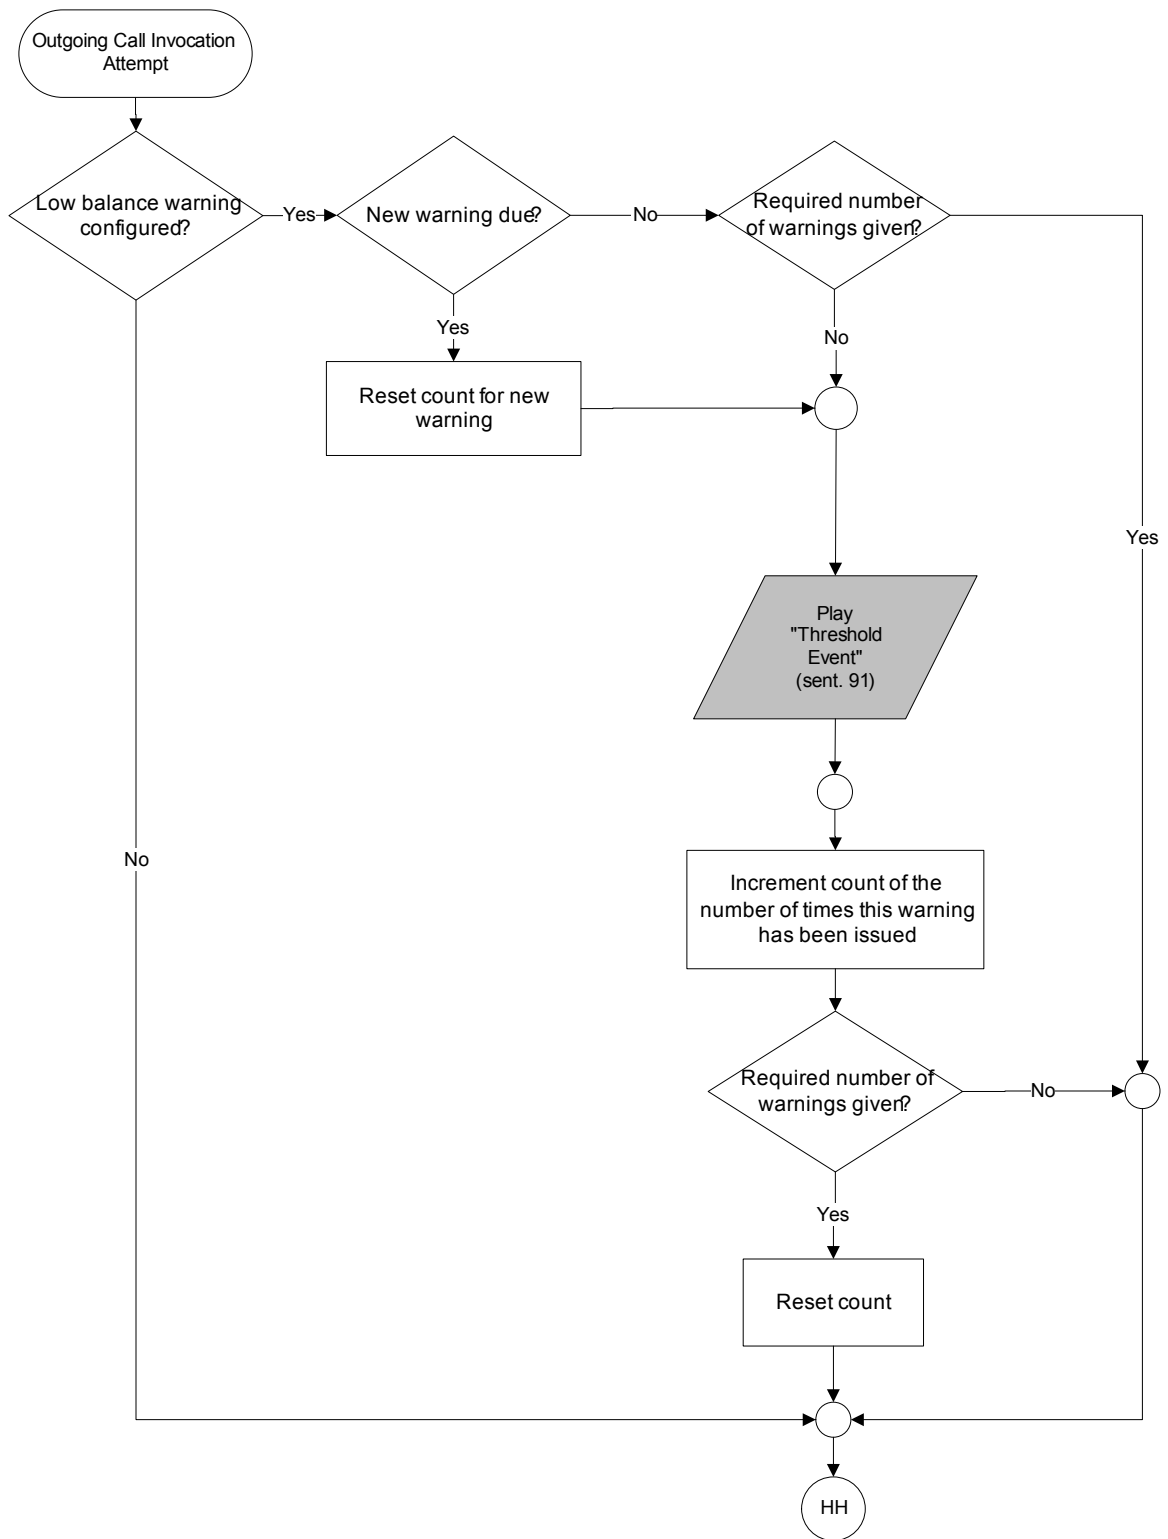 Outgoing Call Invocation
Attempt
Low balance warning
configured?
Yes
New warning due?
No
Required number
of warnings given?
Yes
No
Reset count for new
warning
Yes
Play
"Threshold
Event"
(sent. 91)
No
Increment count of the
number of times this warning
has been issued
Required number of
warnings given?
No
Yes
Reset count
HH